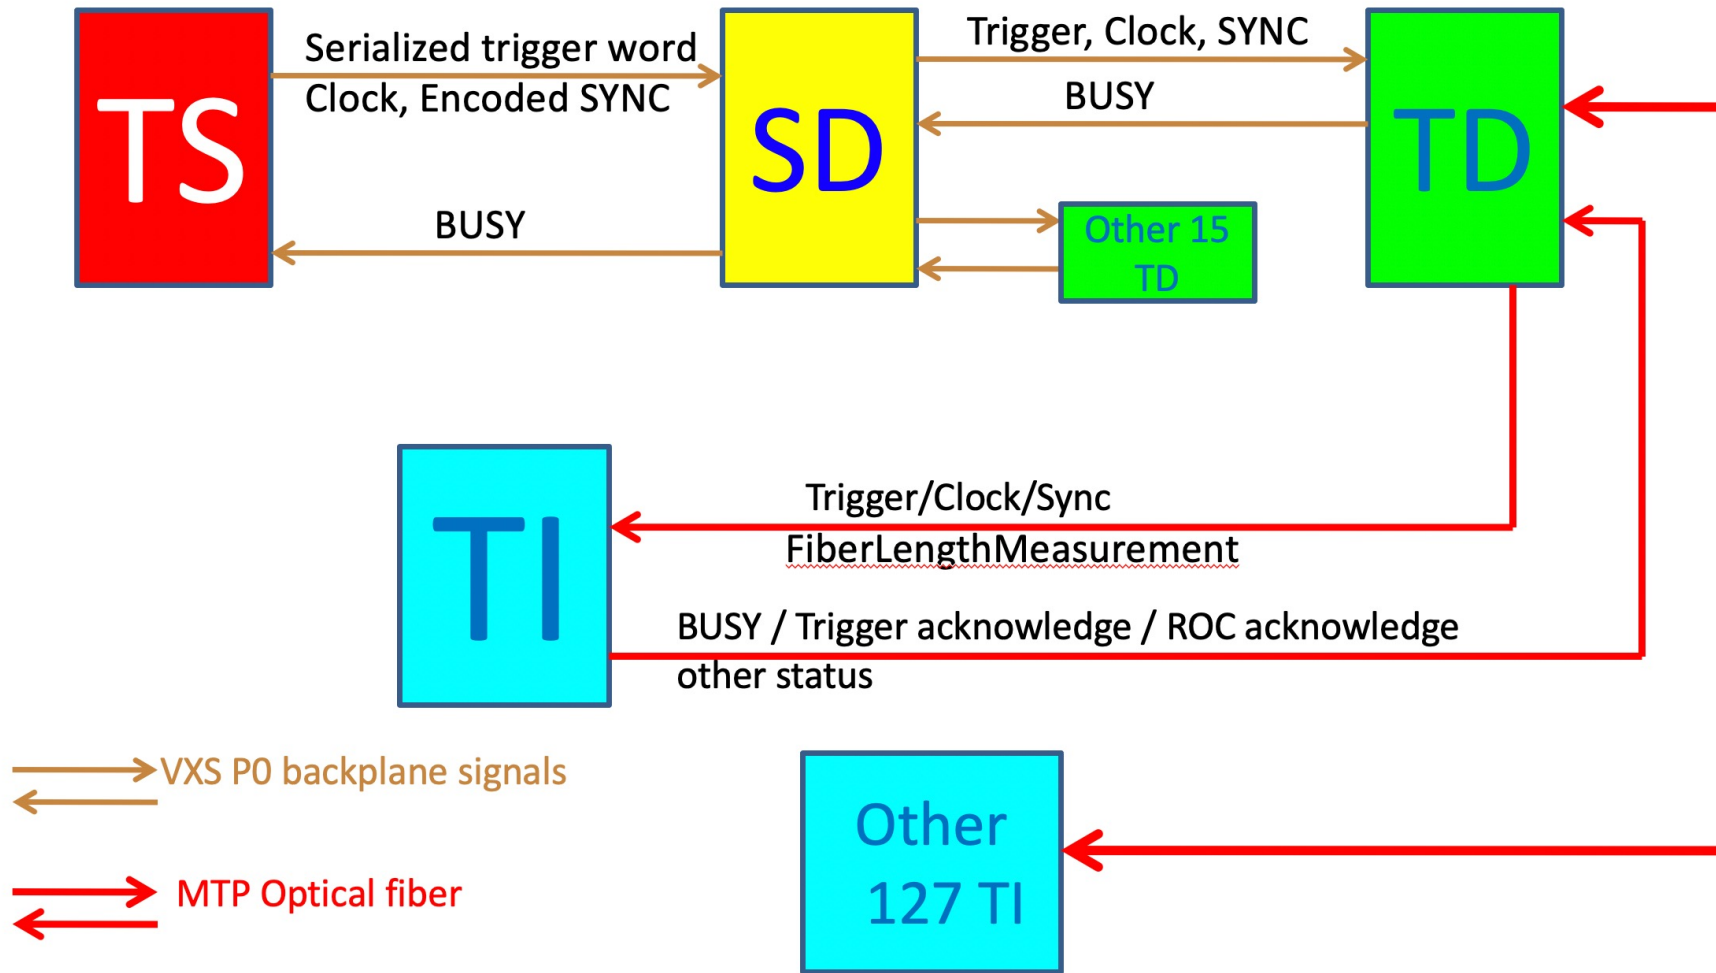 TS
Serialized trigger word
Clock, Encoded SYNC
BUSY
SD
Trigger, Clock, SYNC
BUSY
Other 15
TD
TD
TI
Trigger/Clock/Sync
FiberLengthMeasurement
BUSY / Trigger acknowledge / ROC acknowledge
other status
VXS P0 backplane signals
MTP Optical fiber
Other
127 TI